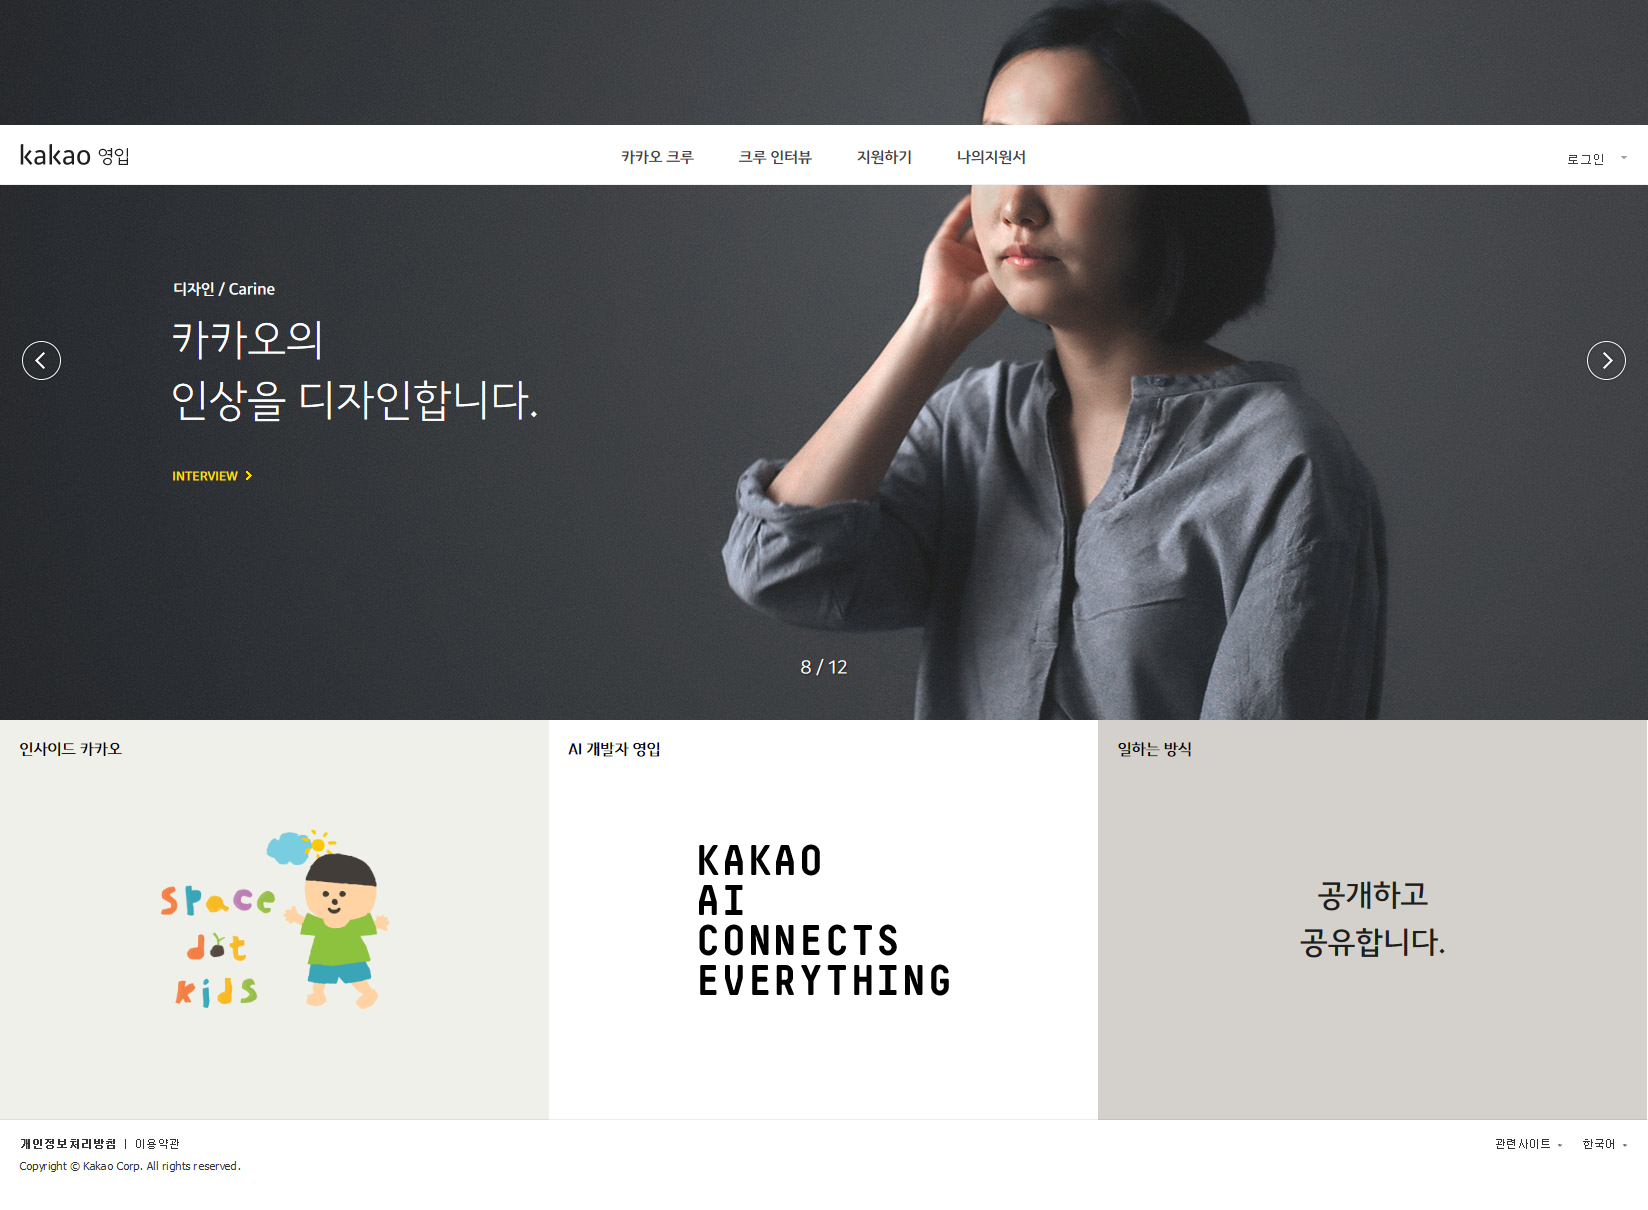 kakao 영입
카카오 크루 크루 인터뷰 지원하기 나의지원서
로그인
디자인 / Carine
카카오의
인상을 디자인합니다.
INTERVIEW
8 / 12
인사이드 카카오
space
dot
kids
AI 개발자 영입
KAKAO
AI
CONNECTS
EVERYTHING
일하는 방식
공개하고
공유합니다.
개인정보처리방침 | 이용약관
Copyright © Kakao Corp. All rights reserved.
관련사이트 한국어